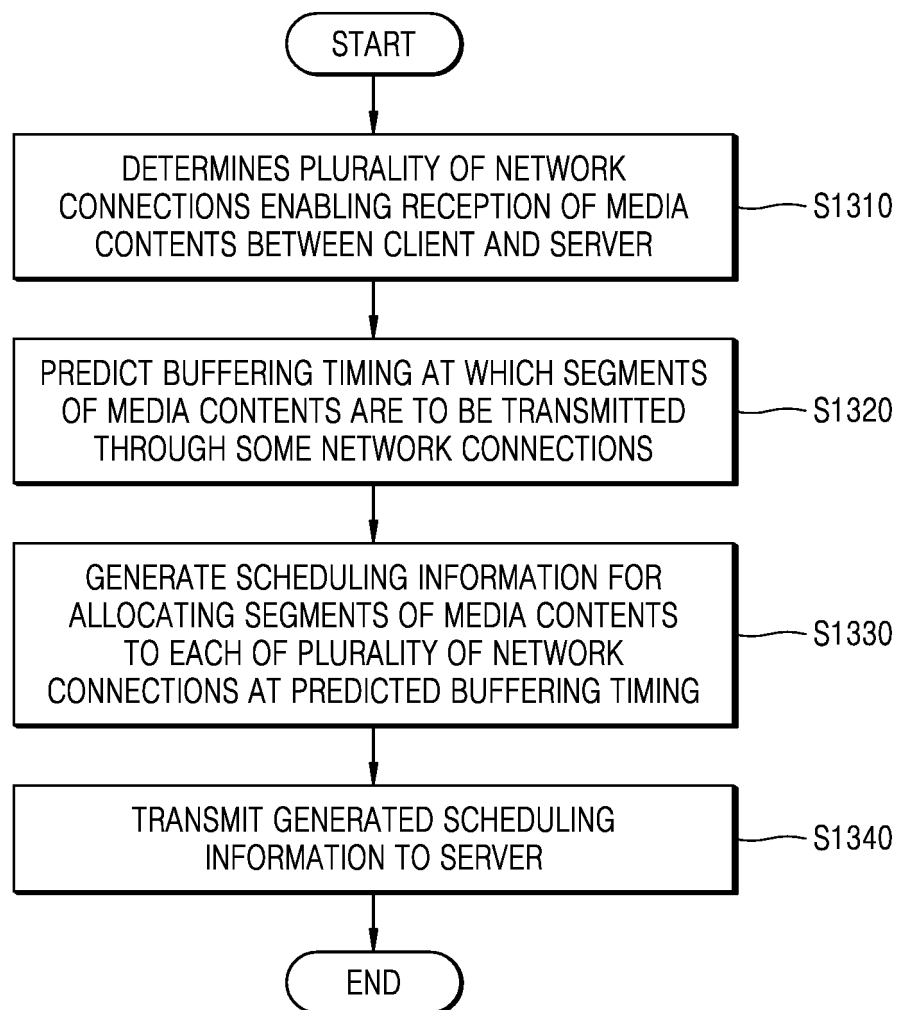 START
DETERMINES PLURALITY OF NETWORK
CONNECTIONS ENABLING RECEPTION OF MEDIA
CONTENTS BETWEEN CLIENT AND SERVER
S1310
PREDICT BUFFERING TIMING AT WHICH SEGMENTS
OF MEDIA CONTENTS ARE TO BE TRANSMITTED
THROUGH SOME NETWORK CONNECTIONS
S1320
GENERATE SCHEDULING INFORMATION FOR
ALLOCATING SEGMENTS OF MEDIA CONTENTS
TO EACH OF PLURALITY OF NETWORK
CONNECTIONS AT PREDICTED BUFFERING TIMING
S1330
TRANSMIT GENERATED SCHEDULING
INFORMATION TO SERVER
S1340
END